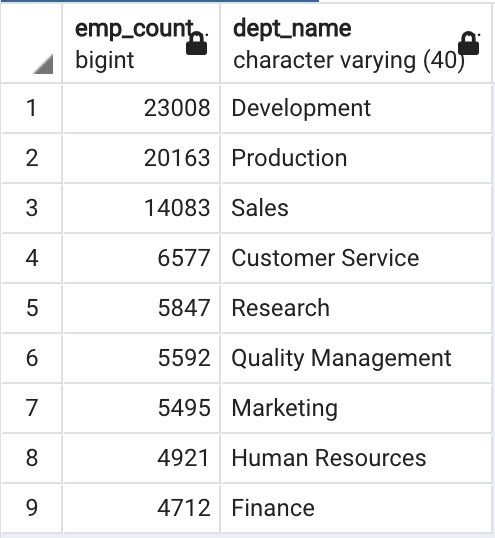 emp_count.. dept_name
bigint character varying (40)
1 23008 Development
2 20163 Production
3 14083 Sales
4 6577 Customer Service
5 5847 Research
6 5592 Quality Management
7 5495 Marketing
8 4921 Human Resources
9 4712 Finance